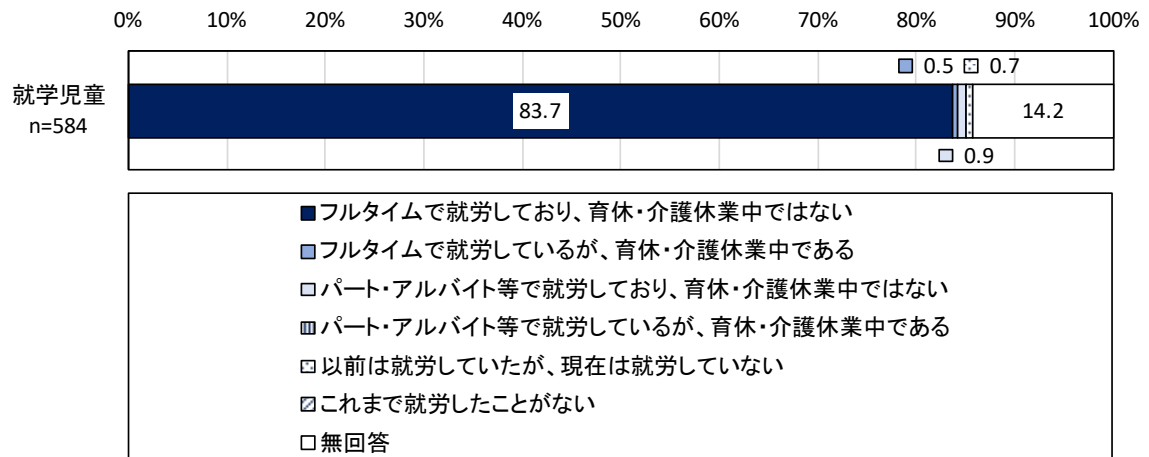 0% 10% 20% 30% 40% 50% 60% 70% 80% 90% 100%
0.5 0.7
就学児童
n=584
83.7 14.2
0.9
フルタイムで就労しており、育休・介護休業中ではない
フルタイムで就労しているが、育休・介護休業中である
パート・アルバイト等で就労しており、育休・介護休業中ではない
パート・アルバイト等で就労しているが、育休・介護休業中である
以前は就労していたが、現在は就労していない
これまで就労したことがない
無回答